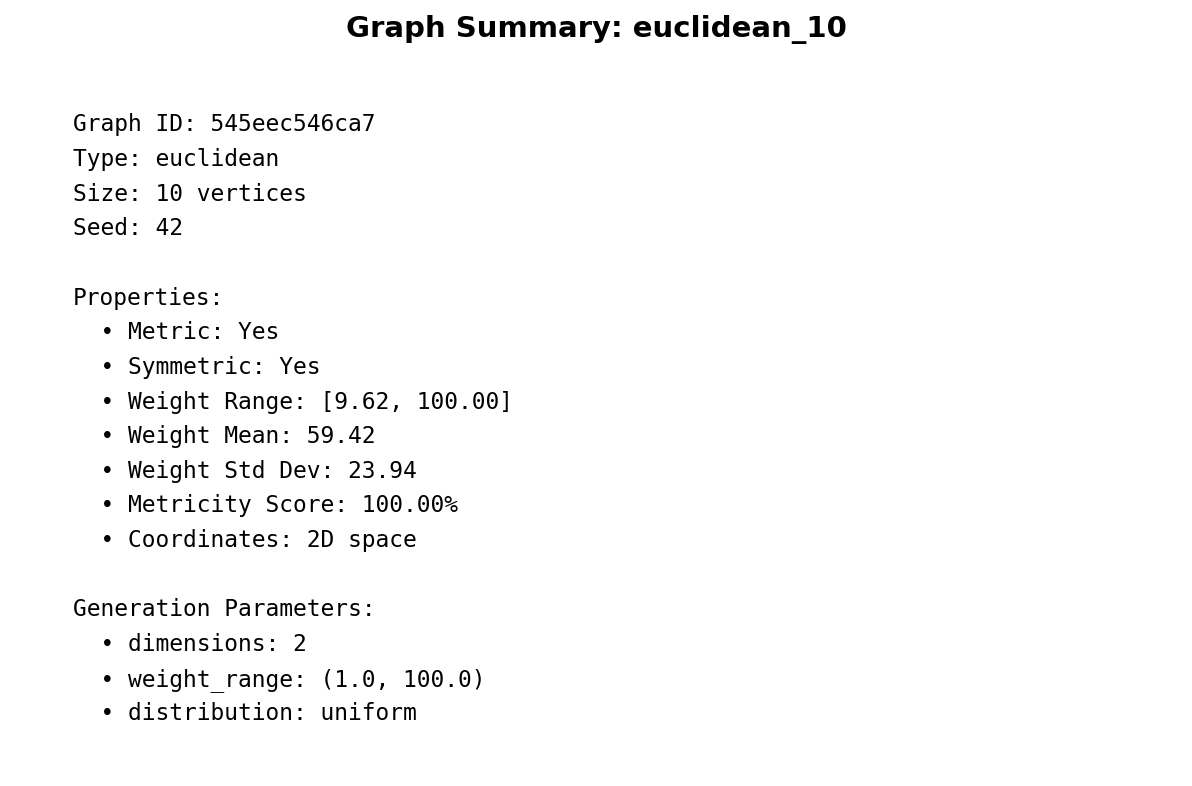 Graph Summary: euclidean_10
Graph ID: 545eec546ca7
Type: euclidean
Size: 10 vertices
Seed: 42
Properties:
• Metric: Yes
• Symmetric: Yes
• Weight Range: [9.62, 100.00]
• Weight Mean: 59.42
• Weight Std Dev: 23.94
• Metricity Score: 100.00%
• Coordinates: 2D space
Generation Parameters:
• dimensions: 2
• weight_range: (1.0, 100.0)
• distribution: uniform